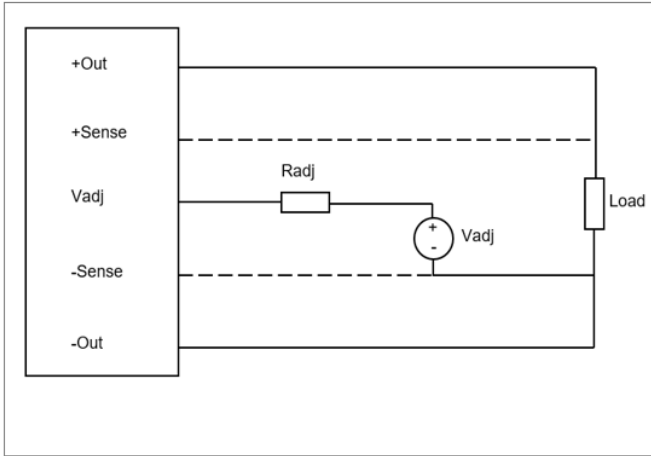 +Out
+Sense
Radj
Vadj
Load
+
-
Vadj
-Sense
-Out